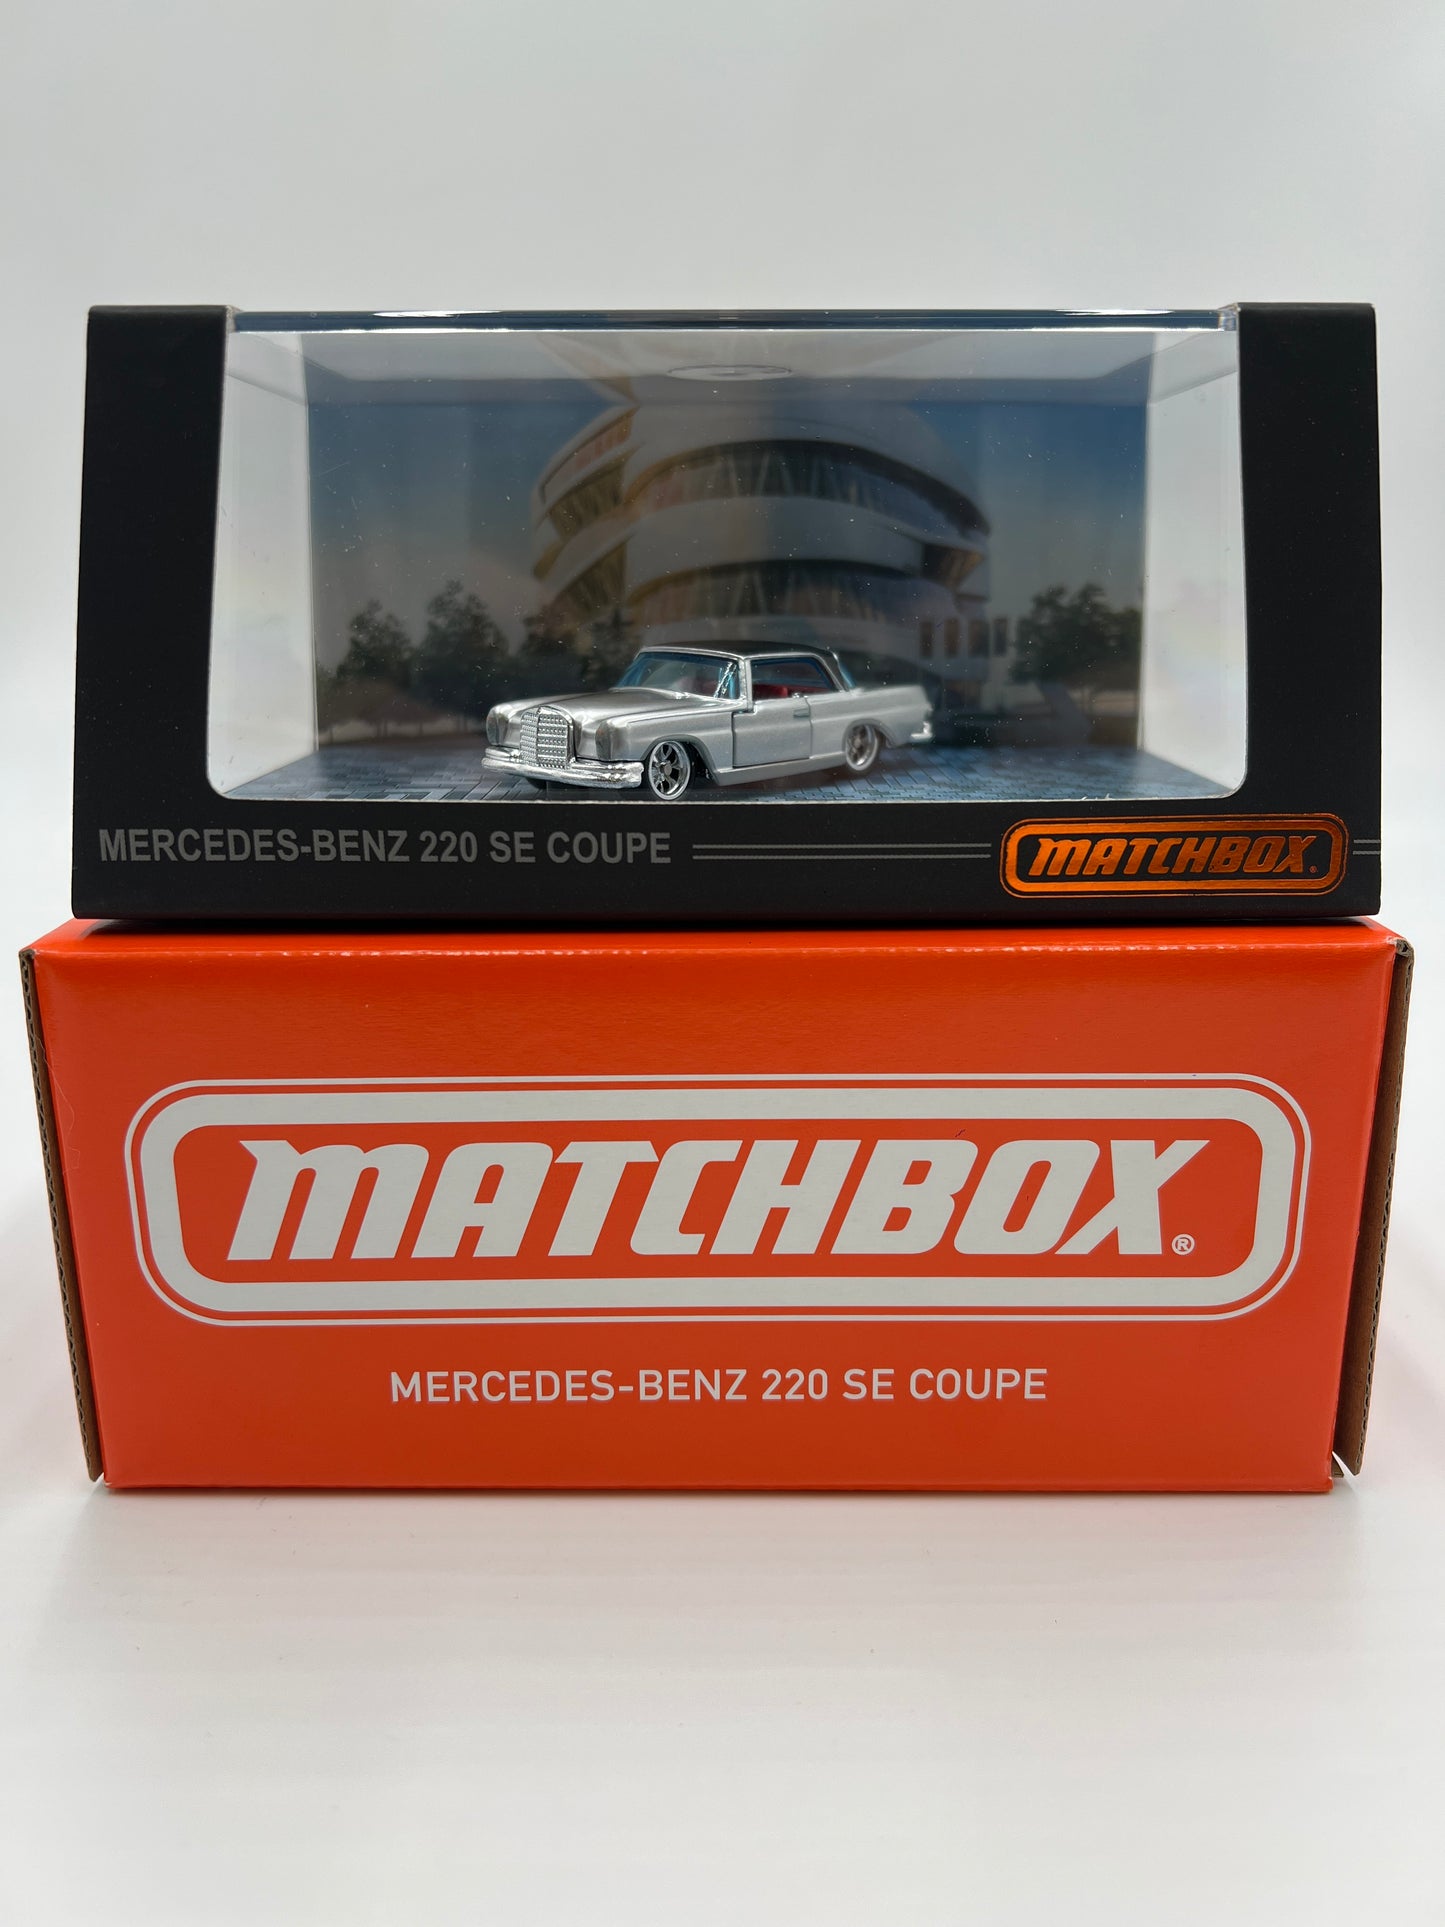 MERCEDES-BENZ 220 SE COUPE
MATCHBOX.
MATCHBOX®
MERCEDES-BENZ 220 SE COUPE